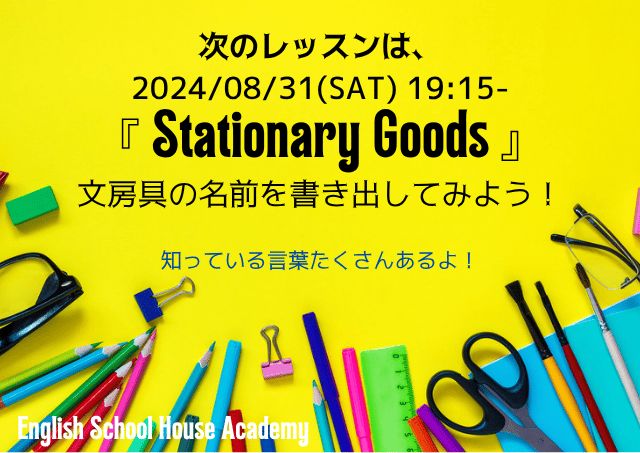 次のレッスンは、
2024/08/31(SAT) 19:15-
『 Stationary Goods 』
文房具の名前を書き出してみよう！
知っている言葉たくさんあるよ！
English School House Academy